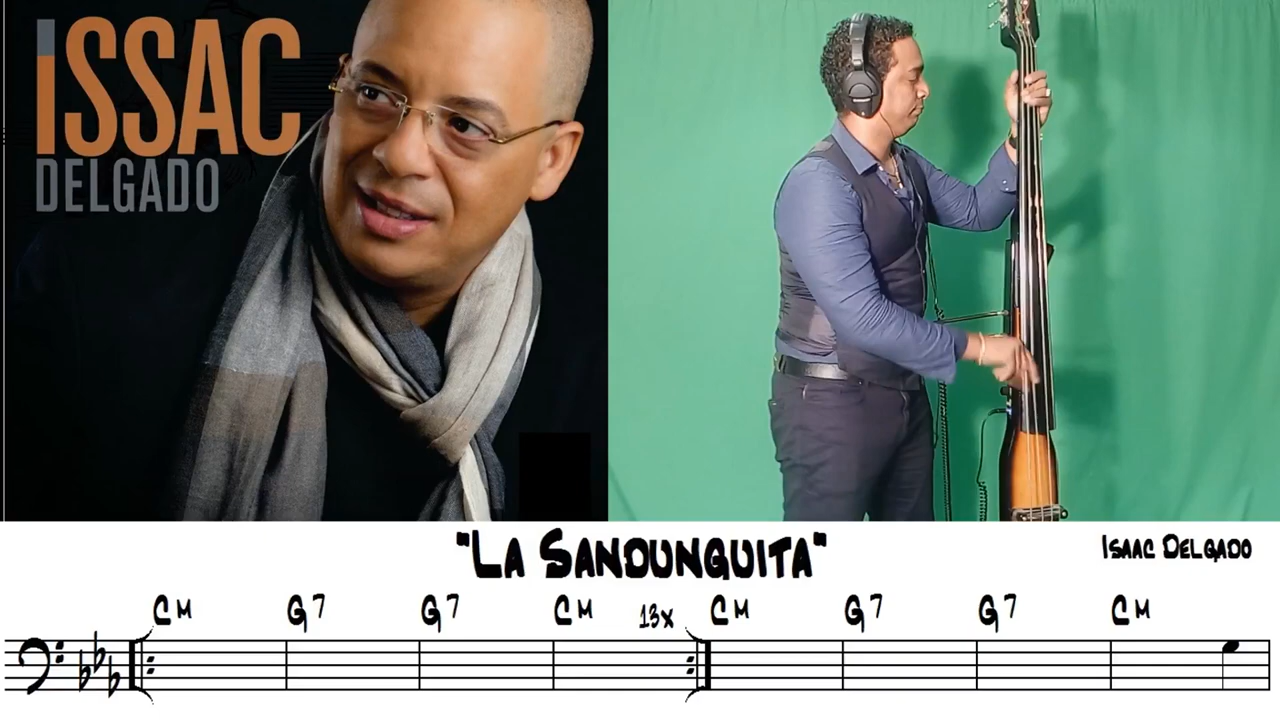 iSSAC
DELGADO
"LA SANDUNGUITA"
ISAAC DELGADO
CM G7 G7 CM 13x CM G7 G7 CM